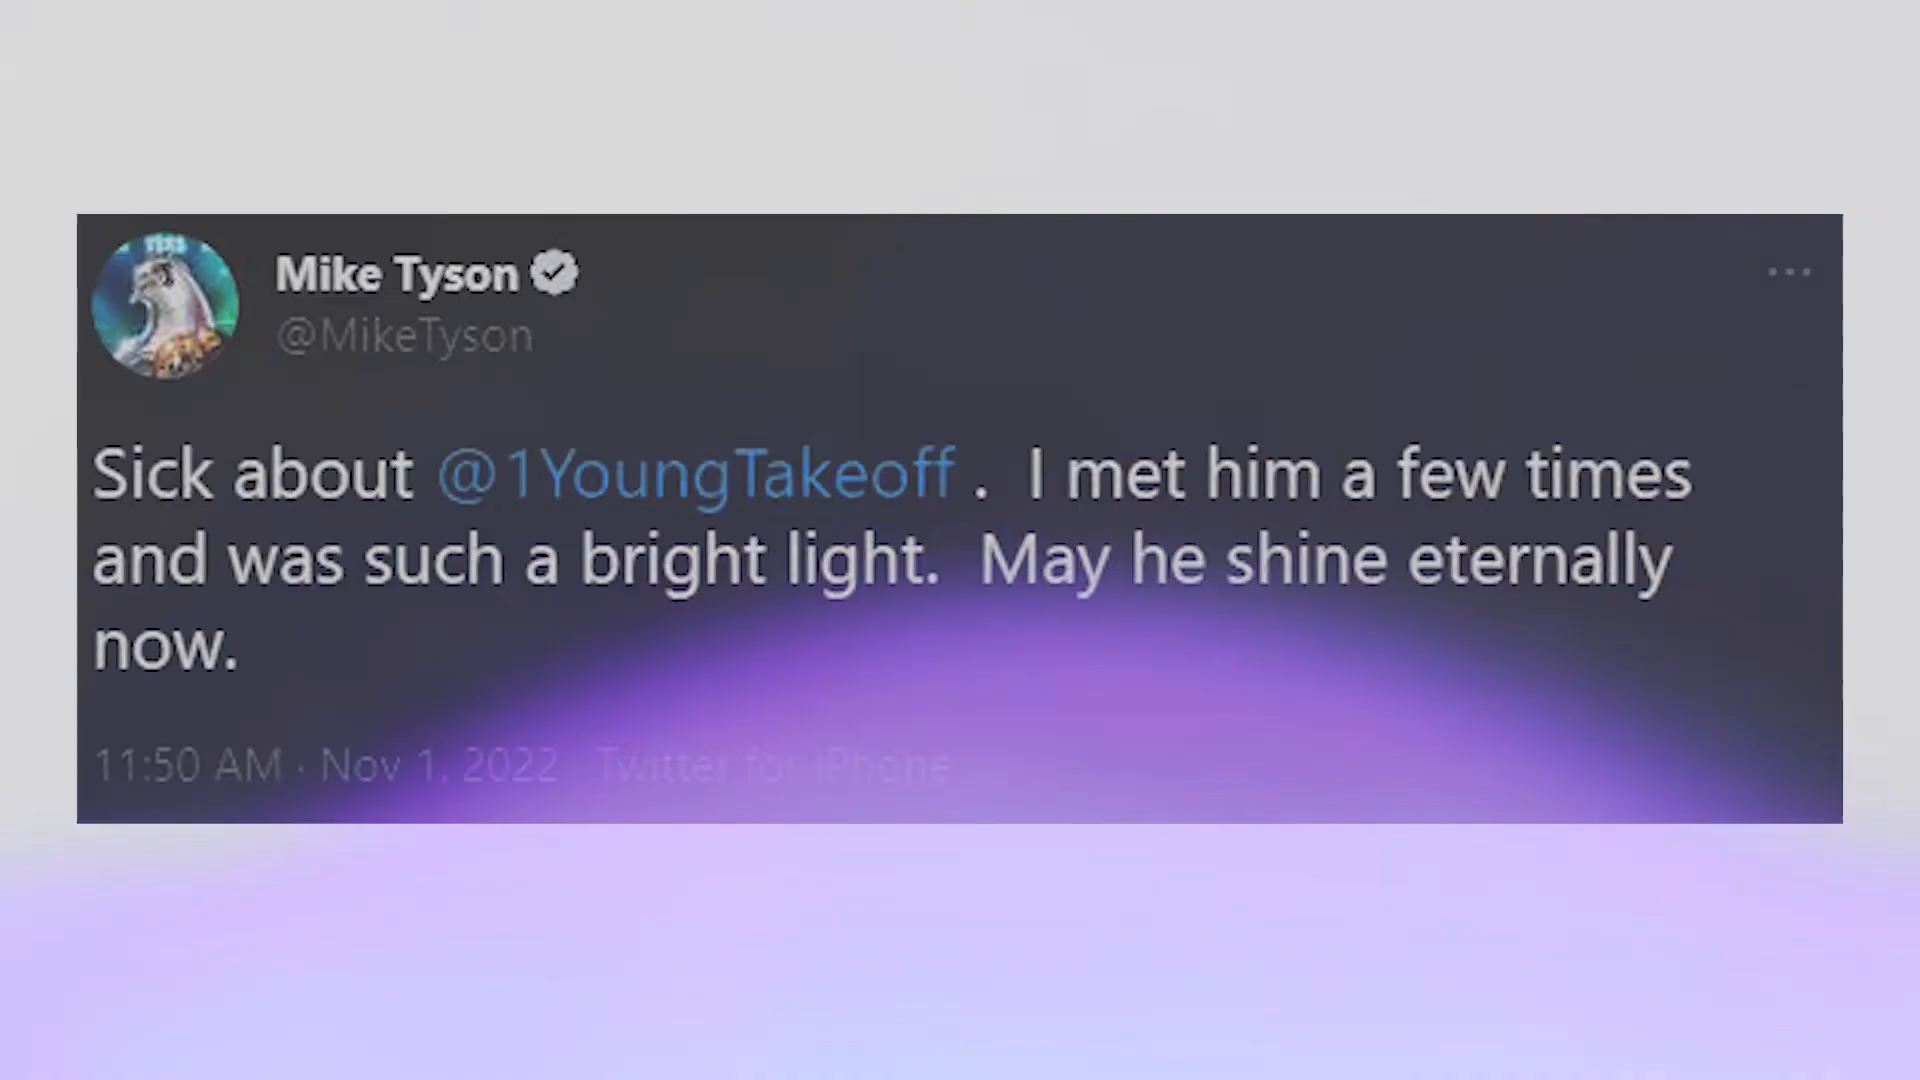 Mike Tyson
@MikeTyson
Sick about @1YoungTakeoff .  I met him a few times
and was such a bright light.  May he shine eternally
now.
11:50 AM · Nov 1, 2022   Twitter for iPhone